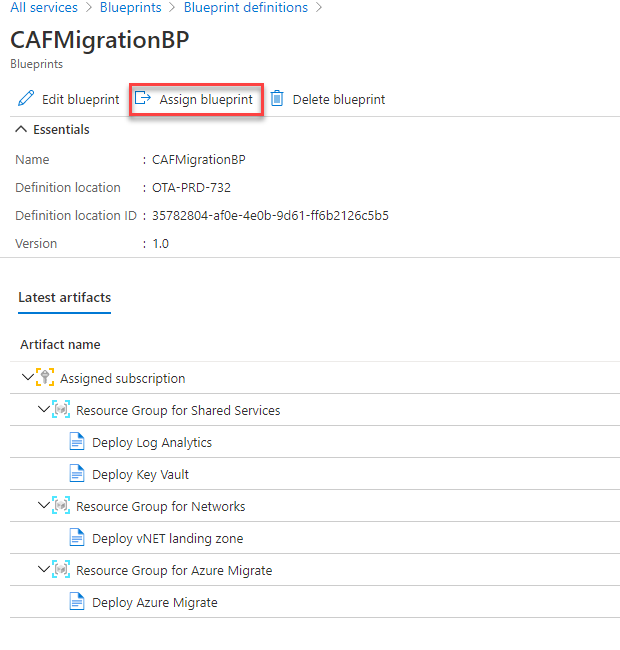 All services > Blueprints > Blueprint definitions >
CAFMigrationBP
Blueprints
Edit blueprint Assign blueprint Delete blueprint
Essentials
Name : CAFMigrationBP
Definition location : OTA-PRD-732
Definition location ID : 35782804-af0e-4e0b-9d61-ff6b2126c5b5
Version : 1.0
Latest artifacts
Artifact name
Assigned subscription
Resource Group for Shared Services
Deploy Log Analytics
Deploy Key Vault
Resource Group for Networks
Deploy vNET landing zone
Resource Group for Azure Migrate
Deploy Azure Migrate